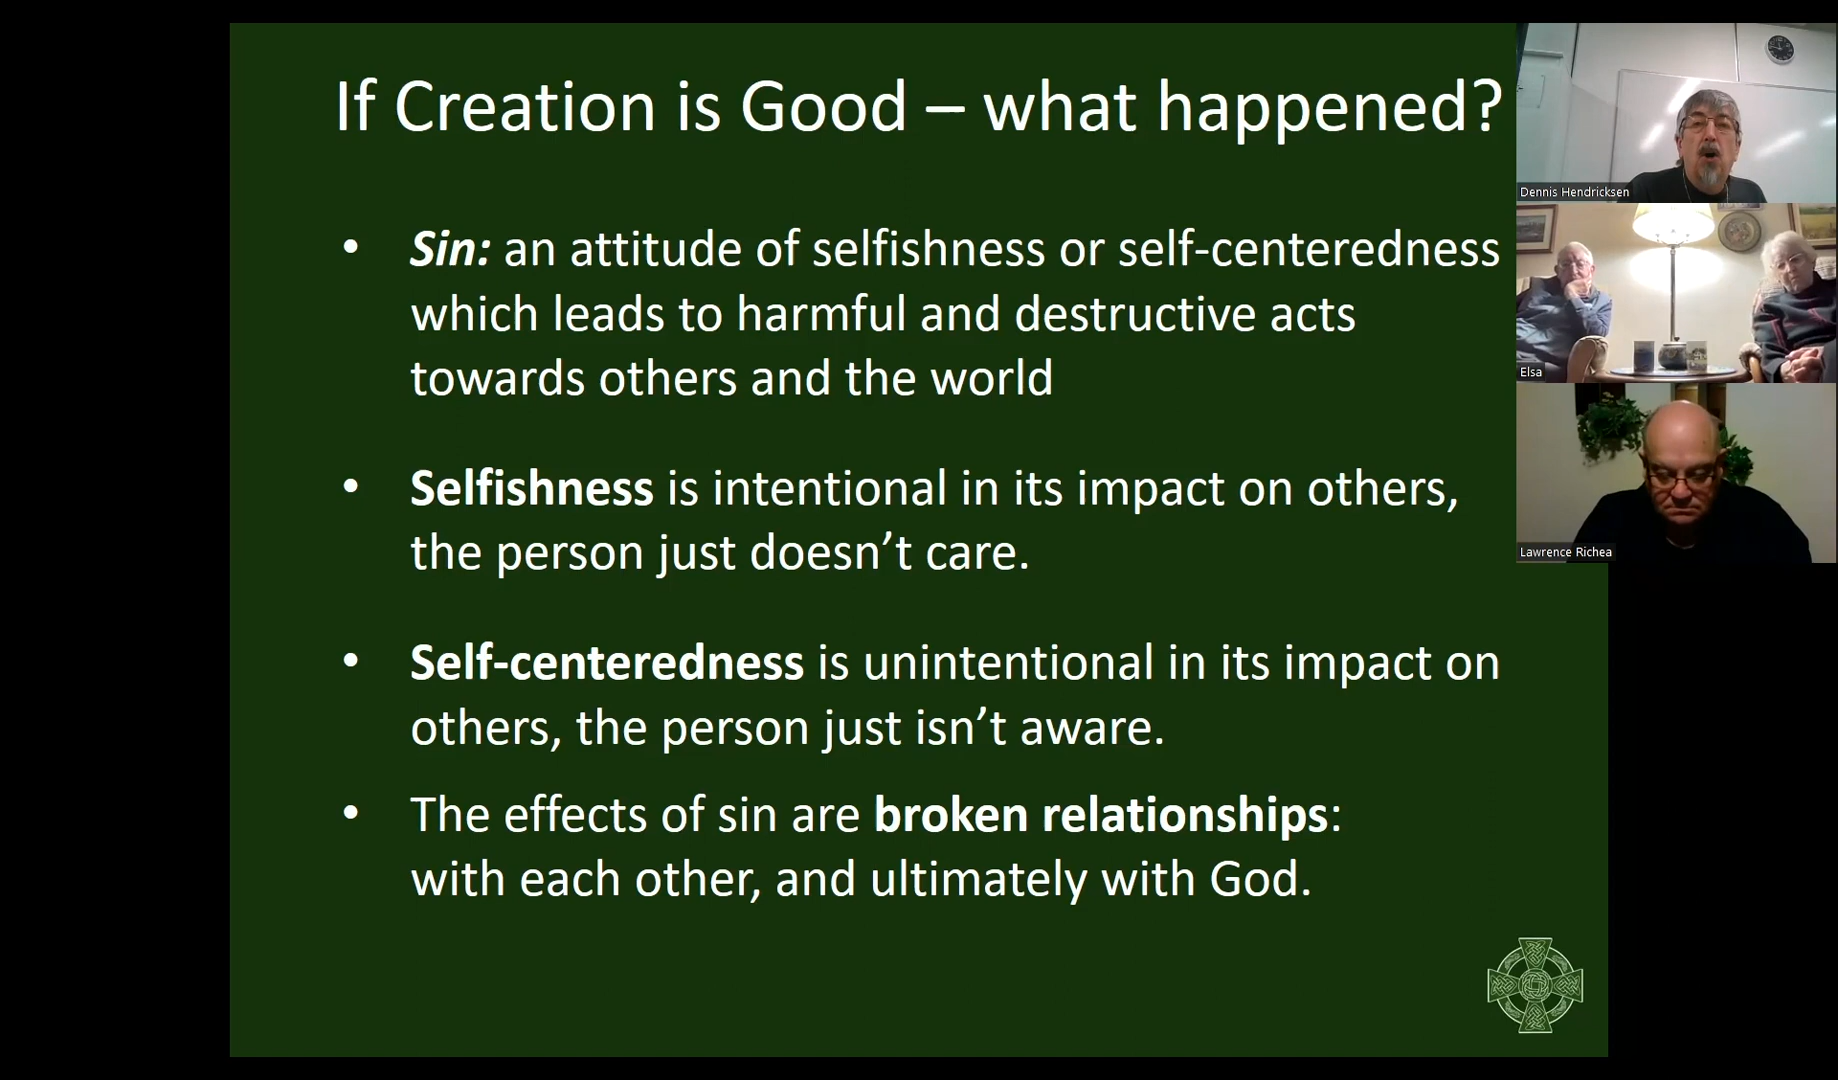 If Creation is Good – what happened?
• Sin: an attitude of selfishness or self-centeredness
which leads to harmful and destructive acts
towards others and the world
• Selfishness is intentional in its impact on others,
the person just doesn’t care.
• Self-centeredness is unintentional in its impact on
others, the person just isn’t aware.
• The effects of sin are broken relationships:
with each other, and ultimately with God.
Dennis Hendricksen
Elsa
Lawrence Richea